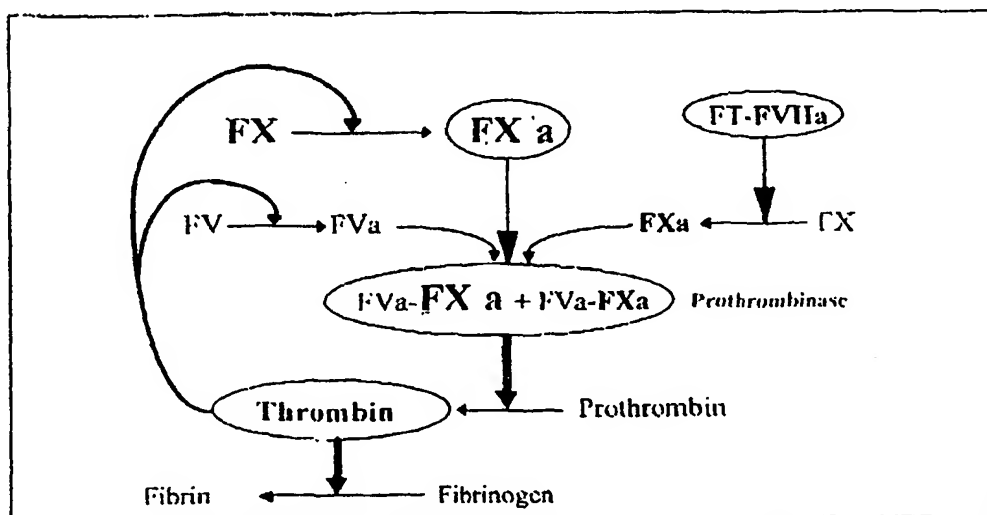 FX FX a FT-FVIIa
FV FVa FXa FX
FVa-FX a + FVa-FXa Prothrombinase
Thrombin Prothrombin
Fibrin Fibrinogen